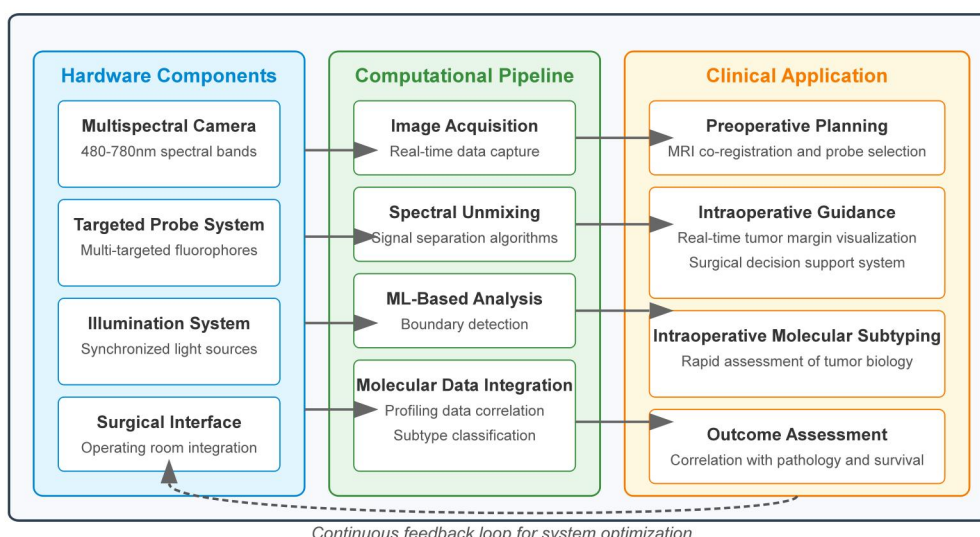 Hardware Components
Multispectral Camera
480-780nm spectral bands
Targeted Probe System
Multi-targeted fluorophores
Illumination System
Synchronized light sources
Surgical Interface
Operating room integration
Computational Pipeline
Image Acquisition
Real-time data capture
Spectral Unmixing
Signal separation algorithms
ML-Based Analysis
Boundary detection
Molecular Data Integration
Profiling data correlation
Subtype classification
Clinical Application
Preoperative Planning
MRI co-registration and probe selection
Intraoperative Guidance
Real-time tumor margin visualization
Surgical decision support system
Intraoperative Molecular Subtyping
Rapid assessment of tumor biology
Outcome Assessment
Correlation with pathology and survival
Continuous feedback loop for system optimization